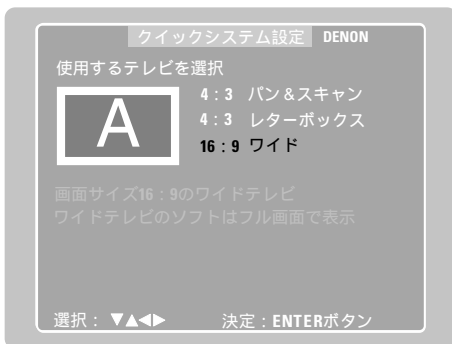 クイックシステム設定 DENON
使用するテレビを選択
A
4:3 パン&スキャン
4:3 レターボックス
16:9 ワイド
画面サイズ16:9のワイドテレビ
ワイドテレビのソフトはフル画面で表示
選択: ▼▲◀▶ 決定:ENTERボタン